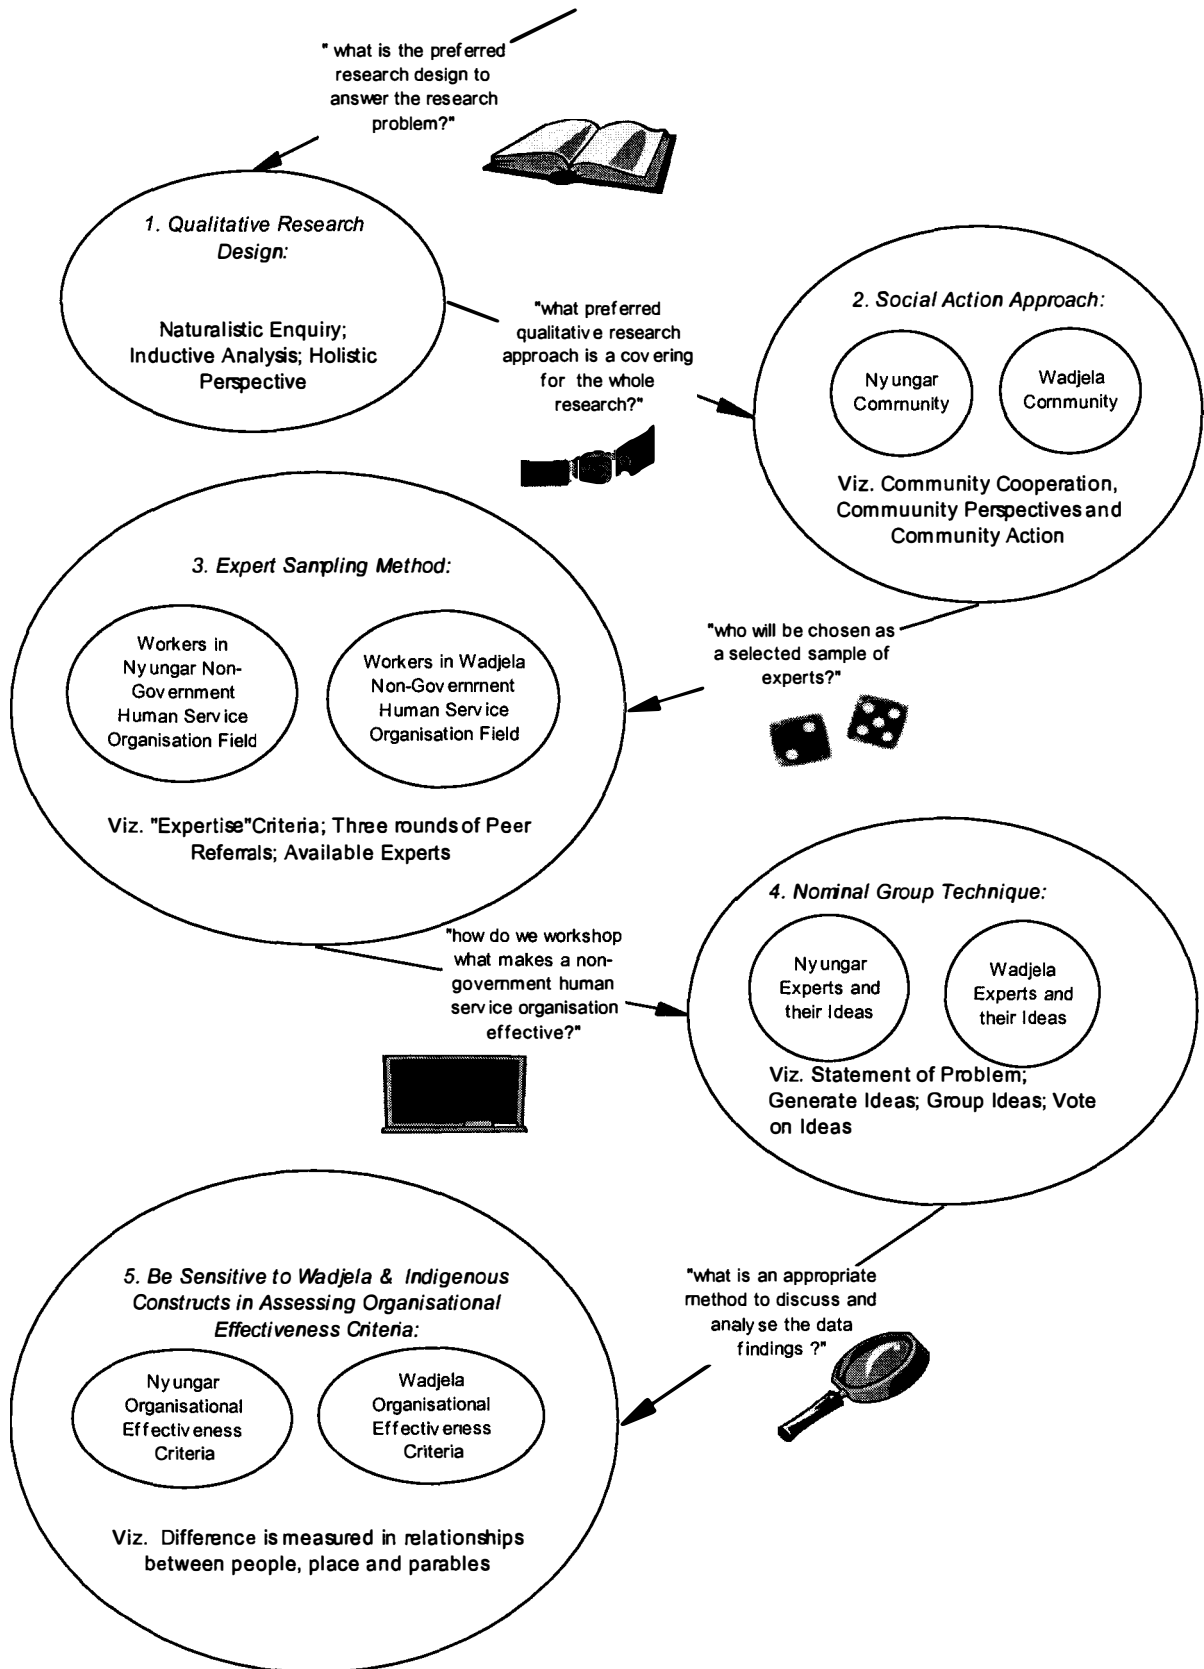 " what is the preferred
research design to
answer the research
problem?"
1. Qualitative Research
Design:
Naturalistic Enquiry;
Inductive Analysis; Holistic
Perspective
"what preferred
qualitative research
approach is a covering
for the whole
research?"
2. Social Action Approach:
Nyungar
Community
Wadjela
Community
Viz. Community Cooperation,
Commuunity Perspectives and
Community Action
3. Expert Sampling Method:
Workers in
Nyungar Non-
Government
Human Service
Organisation Field
Workers in Wadjela
Non-Government
Human Service
Organisation Field
Viz. "Expertise"Criteria; Three rounds of Peer
Referrals; Available Experts
"who will be chosen as
a selected sample of
experts?"
4. Nominal Group Technique:
Nyungar
Experts and
their Ideas
Wadjela
Experts and
their Ideas
Viz. Statement of Problem;
Generate Ideas; Group Ideas; Vote
on Ideas
"how do we workshop
what makes a non-
government human
service organisation
effective?"
5. Be Sensitive to Wadjela & Indigenous
Constructs in Assessing Organisational
Effectiveness Criteria:
Nyungar
Organisational
Effectiveness
Criteria
Wadjela
Organisational
Effectiveness
Criteria
Viz. Difference is measured in relationships
between people, place and parables
"what is an appropriate
method to discuss and
analyse the data
findings ?"